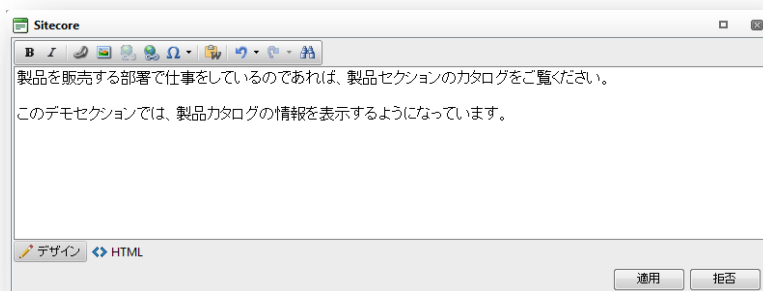 Sitecore
B I Ω
製品を販売する部署で仕事をしているのであれば、製品セクションのカタログをご覧ください。
このデモセクションでは、製品カタログの情報を表示するようになっています。
デザイン <> HTML
適用 拒否